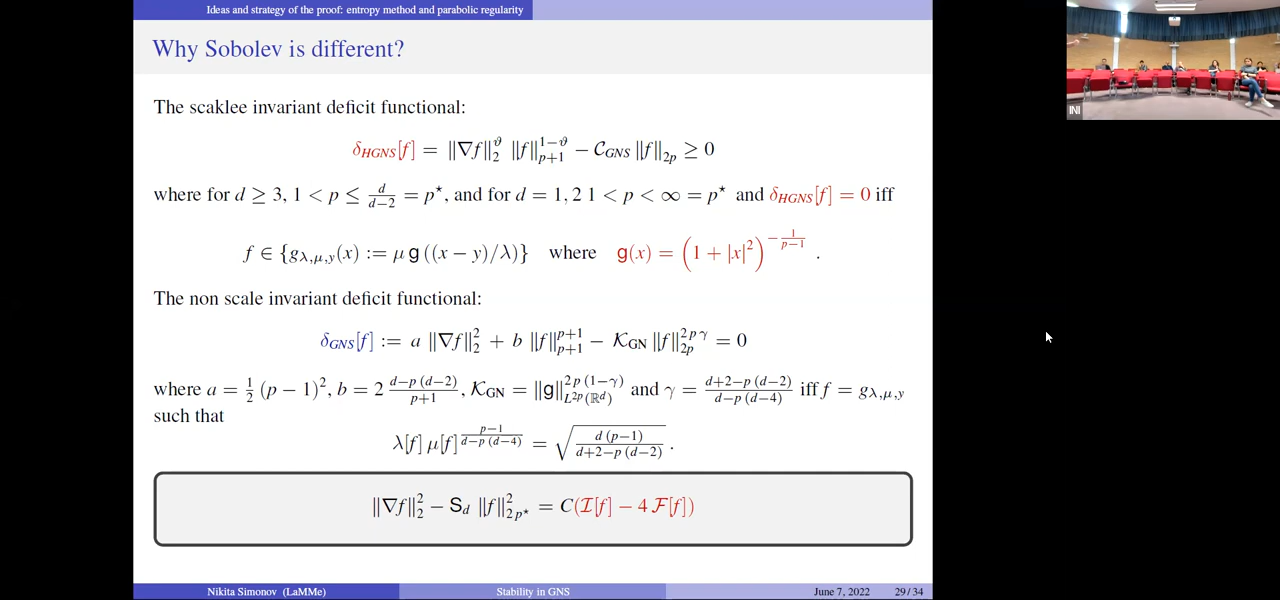 Ideas and strategy of the proof: entropy method and parabolic regularity
Why Sobolev is different?
The scaklee invariant deficit functional:
δ_HGNS[f] = ‖∇f‖_2^ϑ ‖f‖_{p+1}^{1−ϑ} − 𝒞_GNS ‖f‖_{2p} ≥ 0
where for d ≥ 3, 1 < p ≤ d/(d−2) = p⋆, and for d = 1, 2 1 < p < ∞ = p⋆ and δ_HGNS[f] = 0 iff
f ∈ {g_{λ,μ,y}(x) := μ g((x − y)/λ)} where g(x) = (1 + |x|^2)^{−1/(p−1)} .
The non scale invariant deficit functional:
δ_GNS[f] := a ‖∇f‖_2^2 + b ‖f‖_{p+1}^{p+1} − 𝒦_GN ‖f‖_{2p}^{2pγ} = 0
where a = 1/2 (p − 1)^2, b = 2 (d−p(d−2))/(p+1), 𝒦_GN = ‖g‖_{L^{2p}(ℝ^d)}^{2p(1−γ)} and γ = (d+2−p(d−2))/(d−p(d−4)) iff f = g_{λ,μ,y}
such that
λ[f] μ[f]^{(p−1)/(d−p(d−4))} = √(d(p−1)/(d+2−p(d−2))) .
‖∇f‖_2^2 − S_d ‖f‖_{2p⋆}^2 = C(ℐ[f] − 4 ℱ[f])
Nikita Simonov (LaMMe) Stability in GNS June 7, 2022 29 / 34
INI